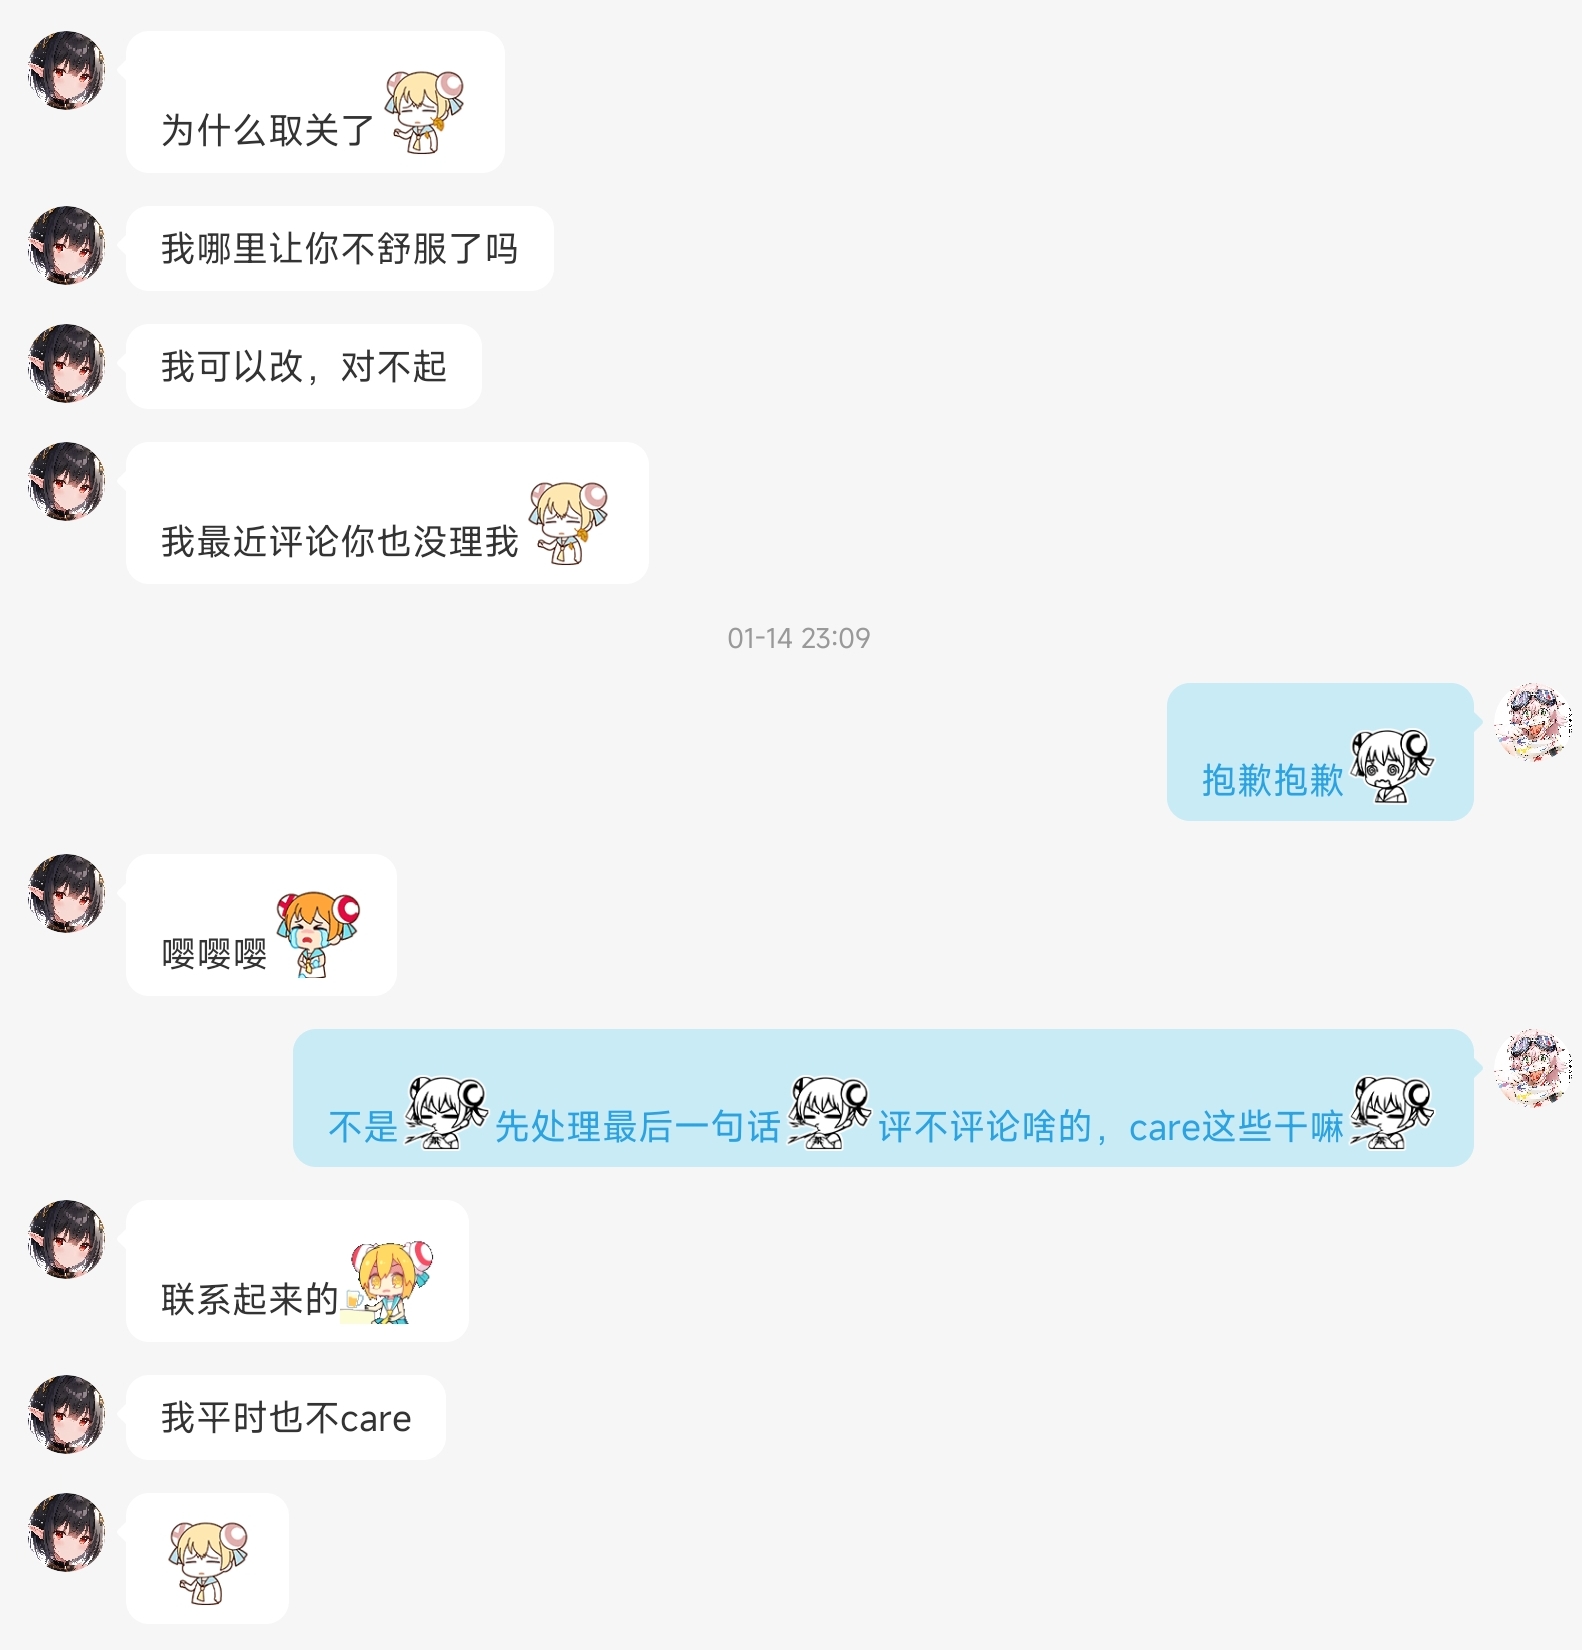 为什么取关了
我哪里让你不舒服了吗
我可以改，对不起
我最近评论你也没理我
01-14 23:09
抱歉抱歉
嘤嘤嘤
不是先处理最后一句话评不评论啥的，care这些干嘛
联系起来的
我平时也不care